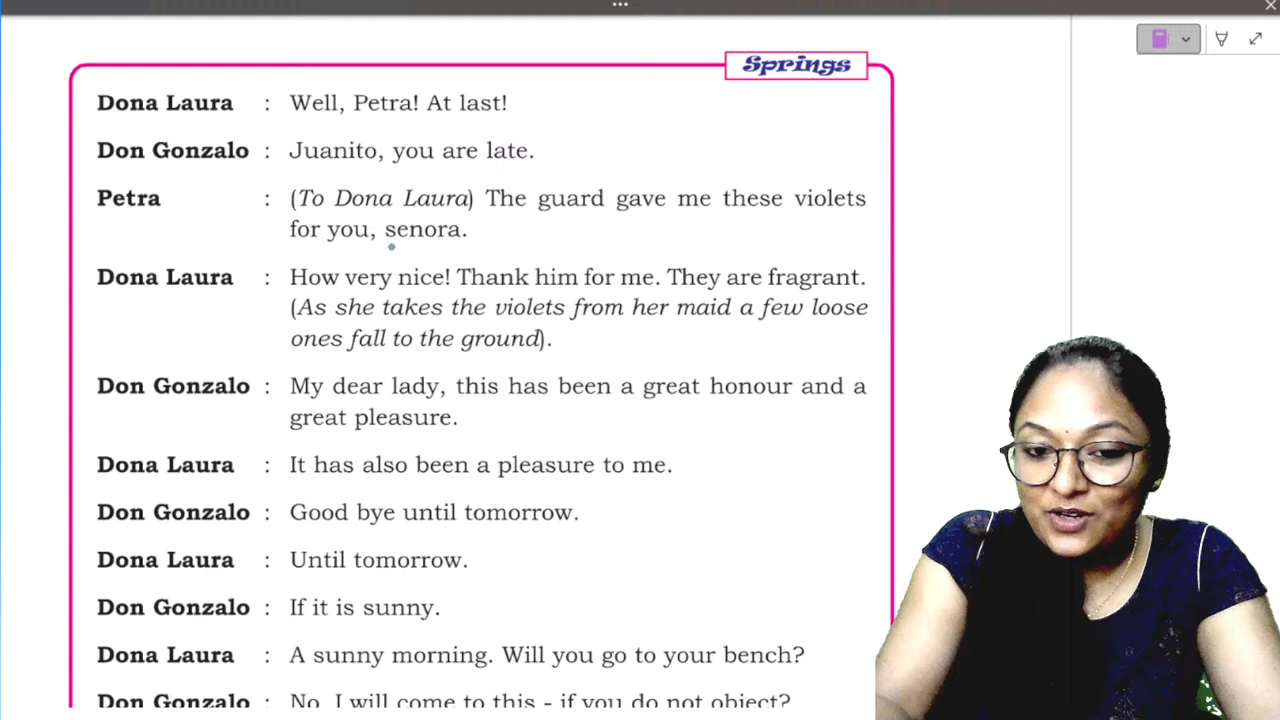 Springs
Dona Laura : Well, Petra! At last!
Don Gonzalo : Juanito, you are late.
Petra : (To Dona Laura) The guard gave me these violets
for you, senora.
Dona Laura : How very nice! Thank him for me. They are fragrant.
(As she takes the violets from her maid a few loose
ones fall to the ground).
Don Gonzalo : My dear lady, this has been a great honour and a
great pleasure.
Dona Laura : It has also been a pleasure to me.
Don Gonzalo : Good bye until tomorrow.
Dona Laura : Until tomorrow.
Don Gonzalo : If it is sunny.
Dona Laura : A sunny morning. Will you go to your bench?
Don Gonzalo : No, I will come to this - if you do not object?